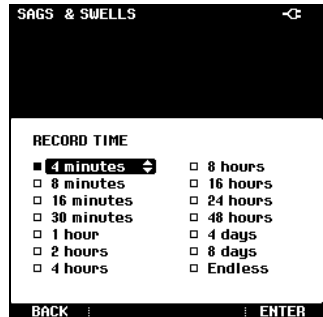 SAGS & SWELLS
RECORD TIME
4 minutes
8 minutes
16 minutes
30 minutes
1 hour
2 hours
4 hours
8 hours
16 hours
24 hours
48 hours
4 days
8 days
Endless
BACK
ENTER